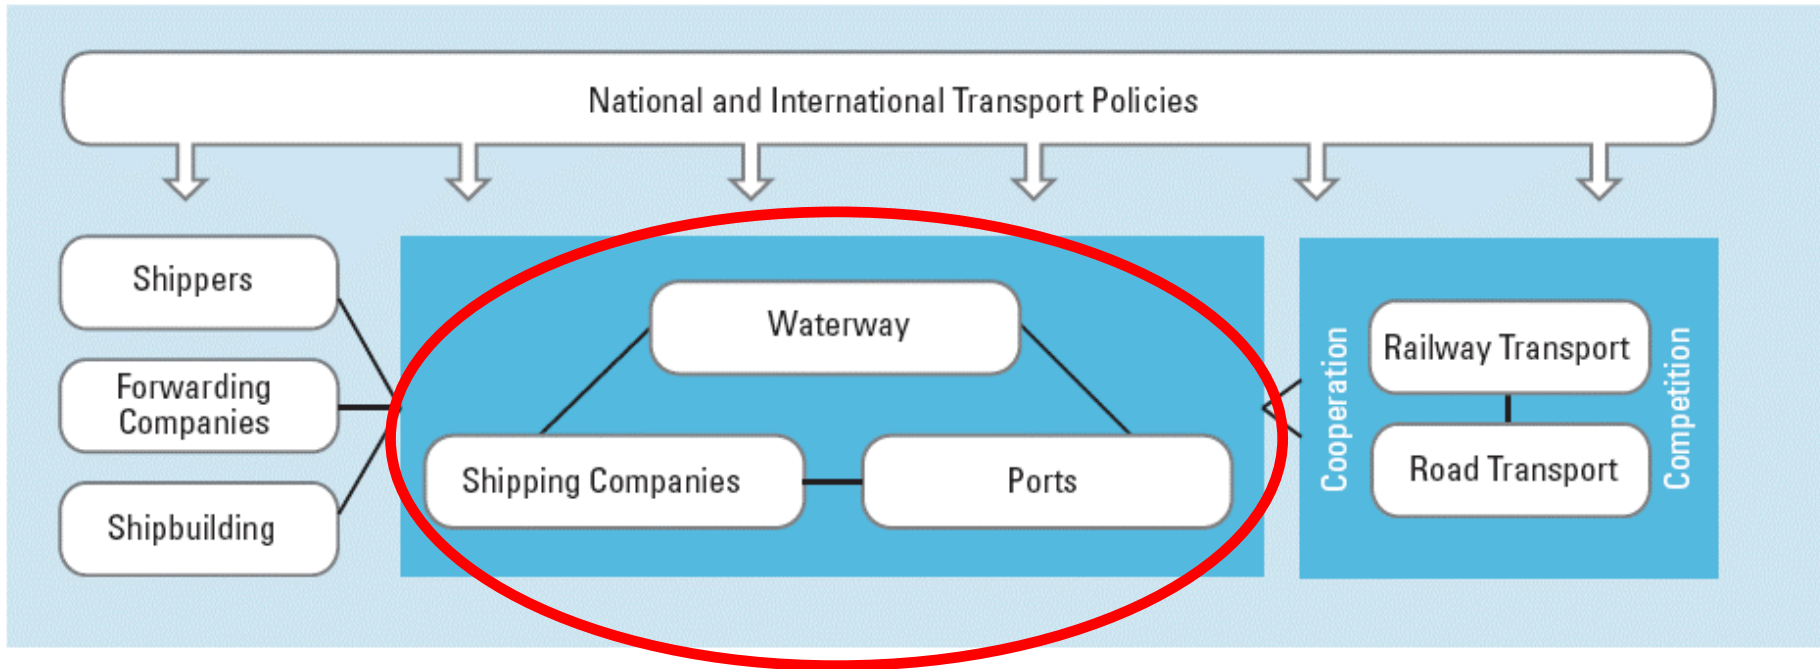 National and International Transport Policies
Shippers
Forwarding
Companies
Shipbuilding
Waterway
Shipping Companies
Ports
Cooperation
Railway Transport
Road Transport
Competition